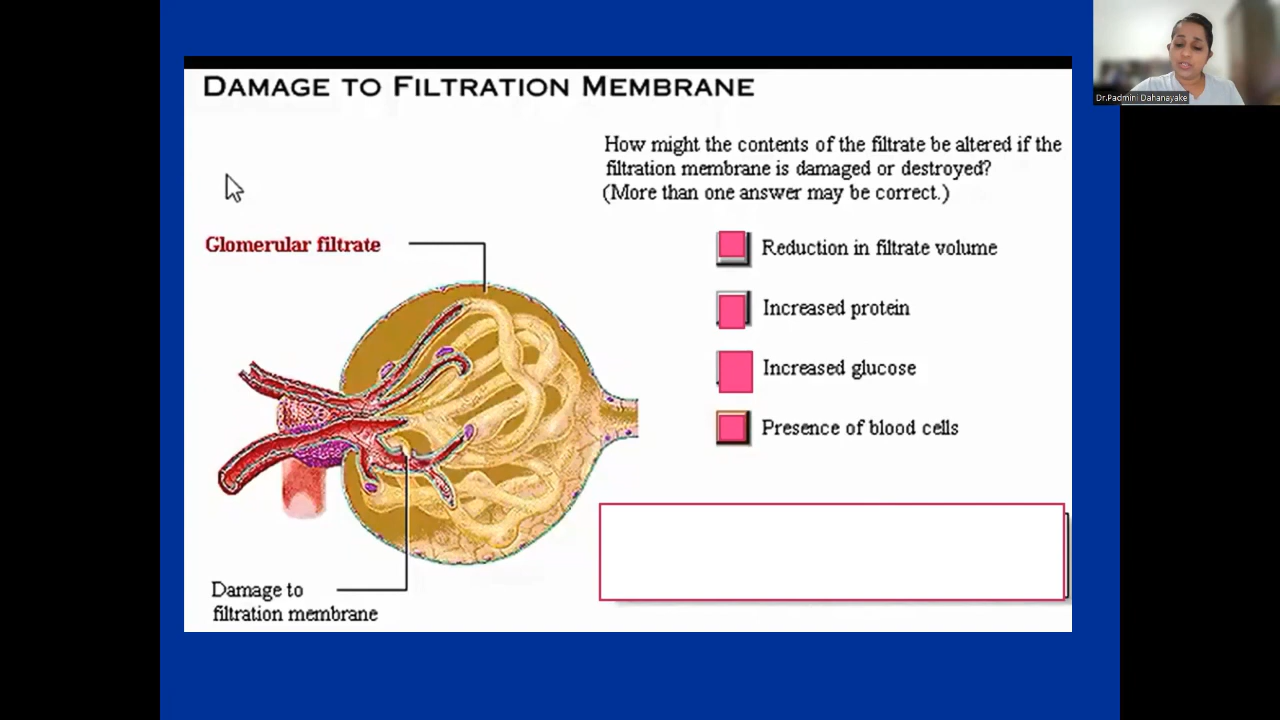 DAMAGE TO FILTRATION MEMBRANE
Dr.Padmini Dahanayake
How might the contents of the filtrate be altered if the
filtration membrane is damaged or destroyed?
(More than one answer may be correct.)
Glomerular filtrate
Reduction in filtrate volume
Increased protein
Increased glucose
Presence of blood cells
Damage to
filtration membrane